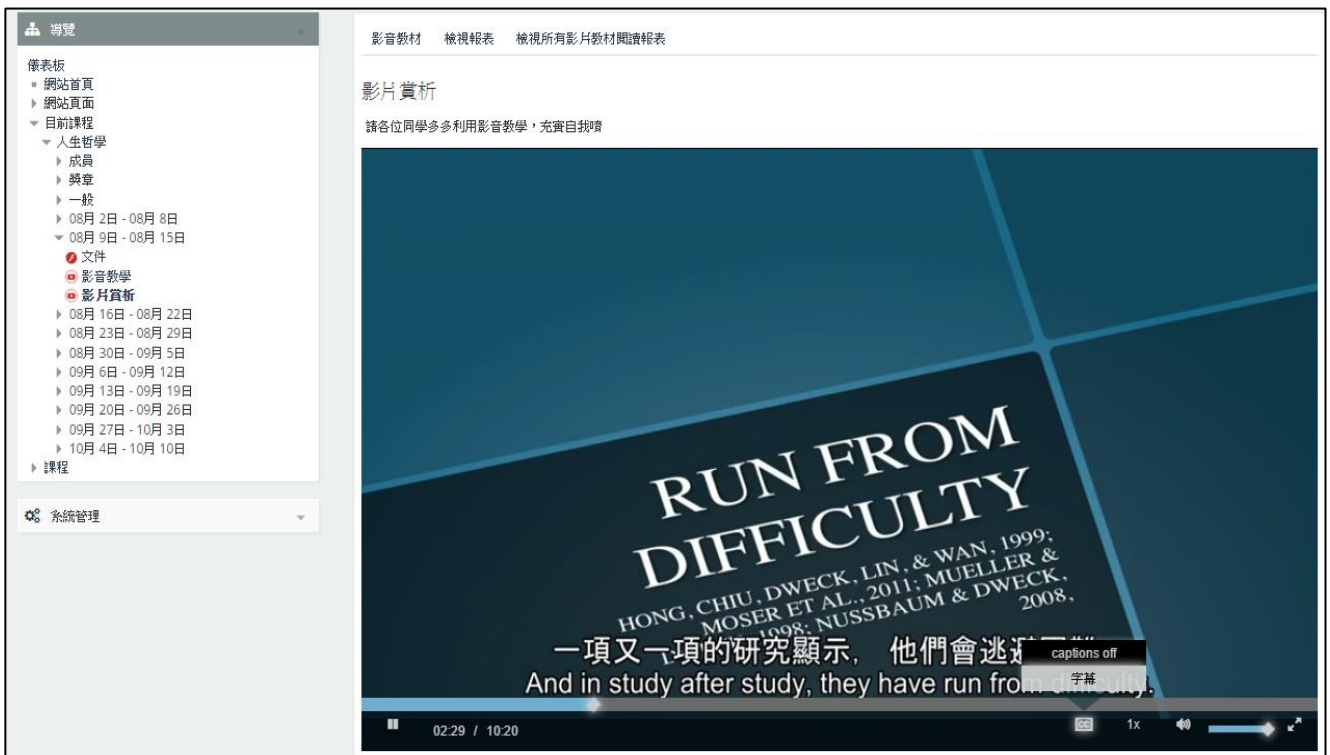 導覽
儀表板
網站首頁
網站頁面
目前課程
人生哲學
成員
獎章
一般
08月 2日 - 08月 8日
08月 9日 - 08月 15日
文件
影音教學
影片賞析
08月 16日 - 08月 22日
08月 23日 - 08月 29日
08月 30日 - 09月 5日
09月 6日 - 09月 12日
09月 13日 - 09月 19日
09月 20日 - 09月 26日
09月 27日 - 10月 3日
10月 4日 - 10月 10日
課程
系統管理
影音教材 檢視報表 檢視所有影片教材閱讀報表
影片賞析
請各位同學多多利用影音教學，充實自我唷
RUN FROM
DIFFICULTY
HONG, CHIU, DWECK, LIN, & WAN, 1999;
MOSER ET AL., 2011; MUELLER &
1998; NUSSBAUM & DWECK,
2008,
一項又一項的研究顯示, 他們會逃
And in study after study, they have run from difficulty.
captions off
字幕
02:29 / 10:20
CC
1x